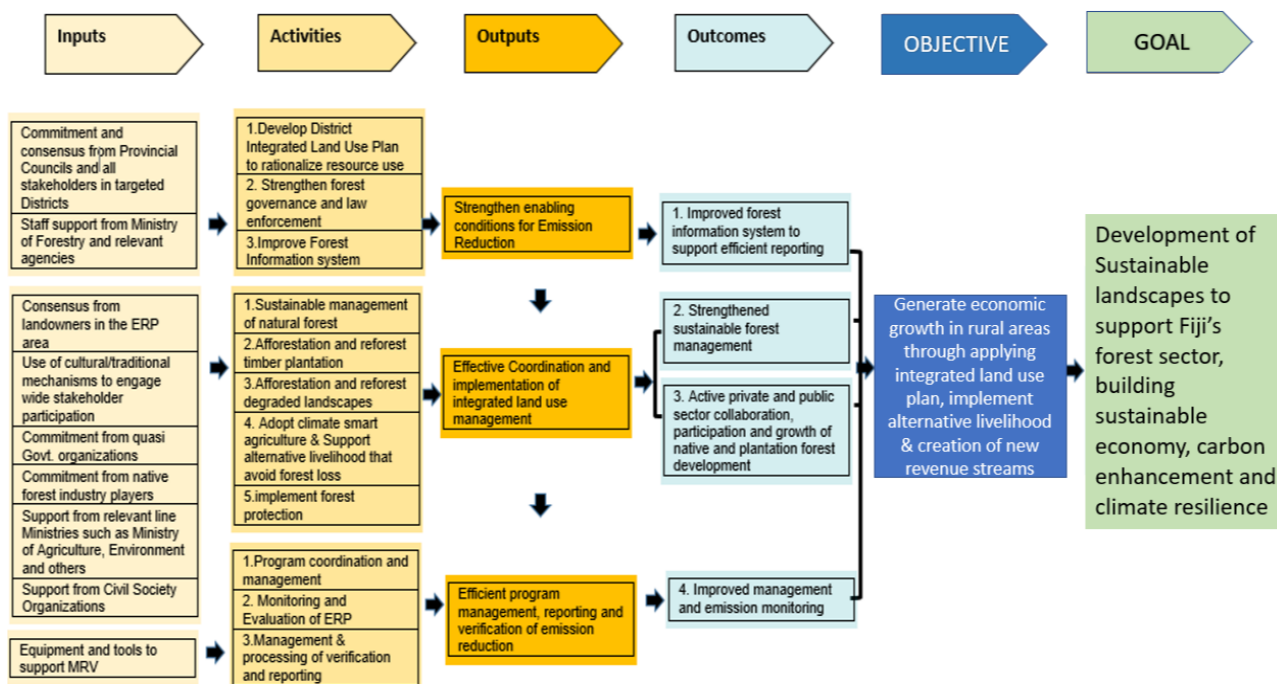 Inputs
Activities
Outputs
Outcomes
OBJECTIVE
GOAL
Commitment and
consensus from Provincial
Councils and all
stakeholders in targeted
Districts
Staff support from Ministry
of Forestry and relevant
agencies
Consensus from
landowners in the ERP
area
Use of cultural/traditional
mechanisms to engage
wide stakeholder
participation
Commitment from quasi
Govt. organizations
Commitment from native
forest industry players
Support from relevant line
Ministries such as Ministry
of Agriculture, Environment
and others
Support from Civil Society
Organizations
Equipment and tools to
support MRV
1.Develop District
Integrated Land Use Plan
to rationalize resource use
2. Strengthen forest
governance and law
enforcement
3.Improve Forest
Information system
1.Sustainable management
of natural forest
2.Afforestation and reforest
timber plantation
3.Afforestation and reforest
degraded landscapes
4. Adopt climate smart
agriculture & Support
alternative livelihood that
avoid forest loss
5.implement forest
protection
1.Program coordination and
management
2. Monitoring and
Evaluation of ERP
3.Management &
processing of verification
and reporting
Strengthen enabling
conditions for Emission
Reduction
Effective Coordination and
implementation of
integrated land use
management
Efficient program
management, reporting and
verification of emission
reduction
1. Improved forest
information system to
support efficient reporting
2. Strengthened
sustainable forest
management
3. Active private and public
sector collaboration,
participation and growth of
native and plantation forest
development
4. Improved management
and emission monitoring
Generate economic
growth in rural areas
through applying
integrated land use
plan, implement
alternative livelihood
& creation of new
revenue streams
Development of
Sustainable
landscapes to
support Fiji's
forest sector,
building
sustainable
economy, carbon
enhancement and
climate resilience